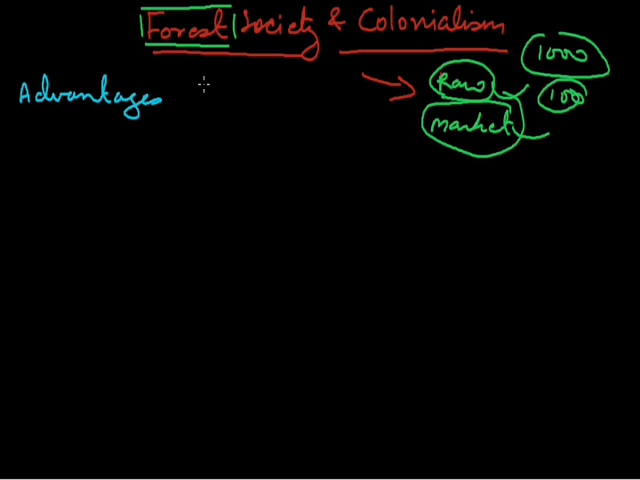 Forest Society & Colonialism
1000
Raw
100
Advantages
market